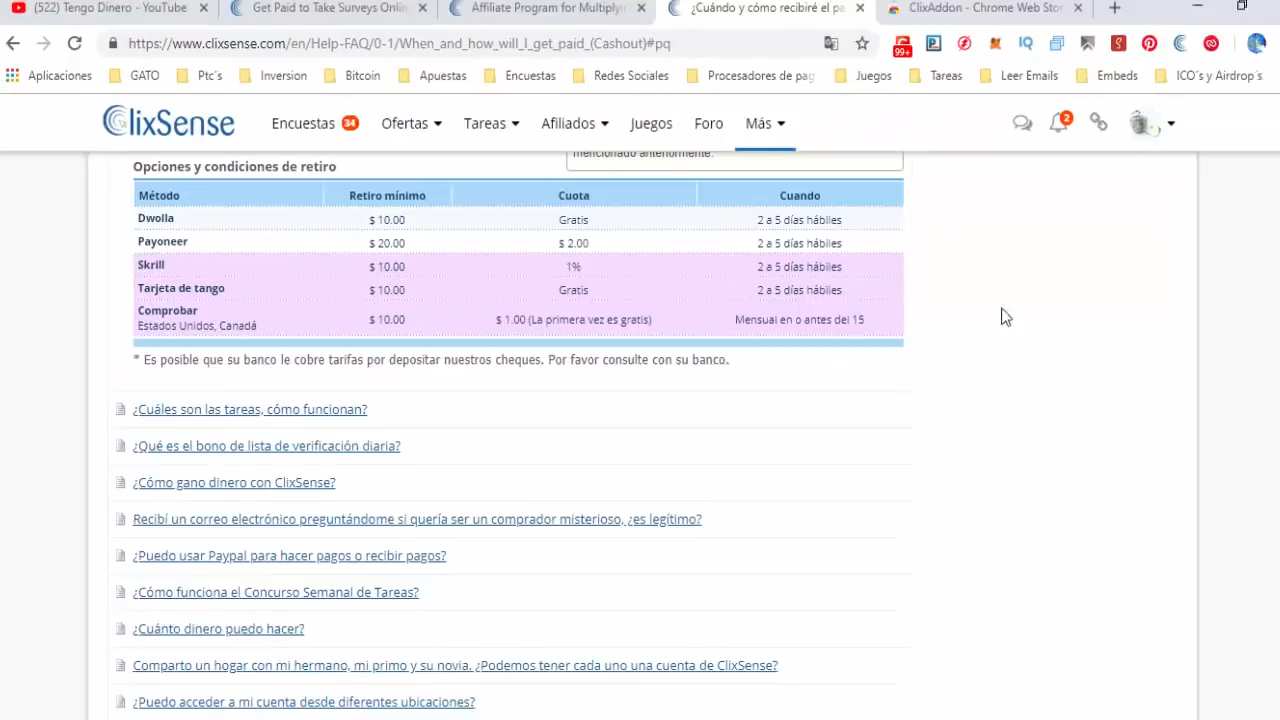 (522) Tengo Dinero - YouTube
Get Paid to Take Surveys Onlin
Affiliate Program for Multiplyin
¿Cuándo y cómo recibiré el pa
ClixAddon - Chrome Web Stor
https://www.clixsense.com/en/Help-FAQ/0-1/When_and_how_will_I_get_paid_(Cashout)#pq
99+
IQ
Aplicaciones GATO Ptc´s Inversion Bitcoin Apuestas Encuestas Redes Sociales Procesadores de pag Juegos Tareas Leer Emails Embeds ICO´s y Airdrop´s
ClixSense Encuestas 34 Ofertas Tareas Afiliados Juegos Foro Más 2
mencionado anteriormente.
Opciones y condiciones de retiro
Método Retiro mínimo Cuota Cuando
Dwolla $ 10.00 Gratis 2 a 5 días hábiles
Payoneer $ 20.00 $ 2.00 2 a 5 días hábiles
Skrill $ 10.00 1% 2 a 5 días hábiles
Tarjeta de tango $ 10.00 Gratis 2 a 5 días hábiles
Comprobar
Estados Unidos, Canadá $ 10.00 $ 1.00 (La primera vez es gratis) Mensual en o antes del 15
* Es posible que su banco le cobre tarifas por depositar nuestros cheques. Por favor consulte con su banco.
¿Cuáles son las tareas, cómo funcionan?
¿Qué es el bono de lista de verificación diaria?
¿Cómo gano dinero con ClixSense?
Recibí un correo electrónico preguntándome si quería ser un comprador misterioso, ¿es legítimo?
¿Puedo usar Paypal para hacer pagos o recibir pagos?
¿Cómo funciona el Concurso Semanal de Tareas?
¿Cuánto dinero puedo hacer?
Comparto un hogar con mi hermano, mi primo y su novia. ¿Podemos tener cada uno una cuenta de ClixSense?
¿Puedo acceder a mi cuenta desde diferentes ubicaciones?